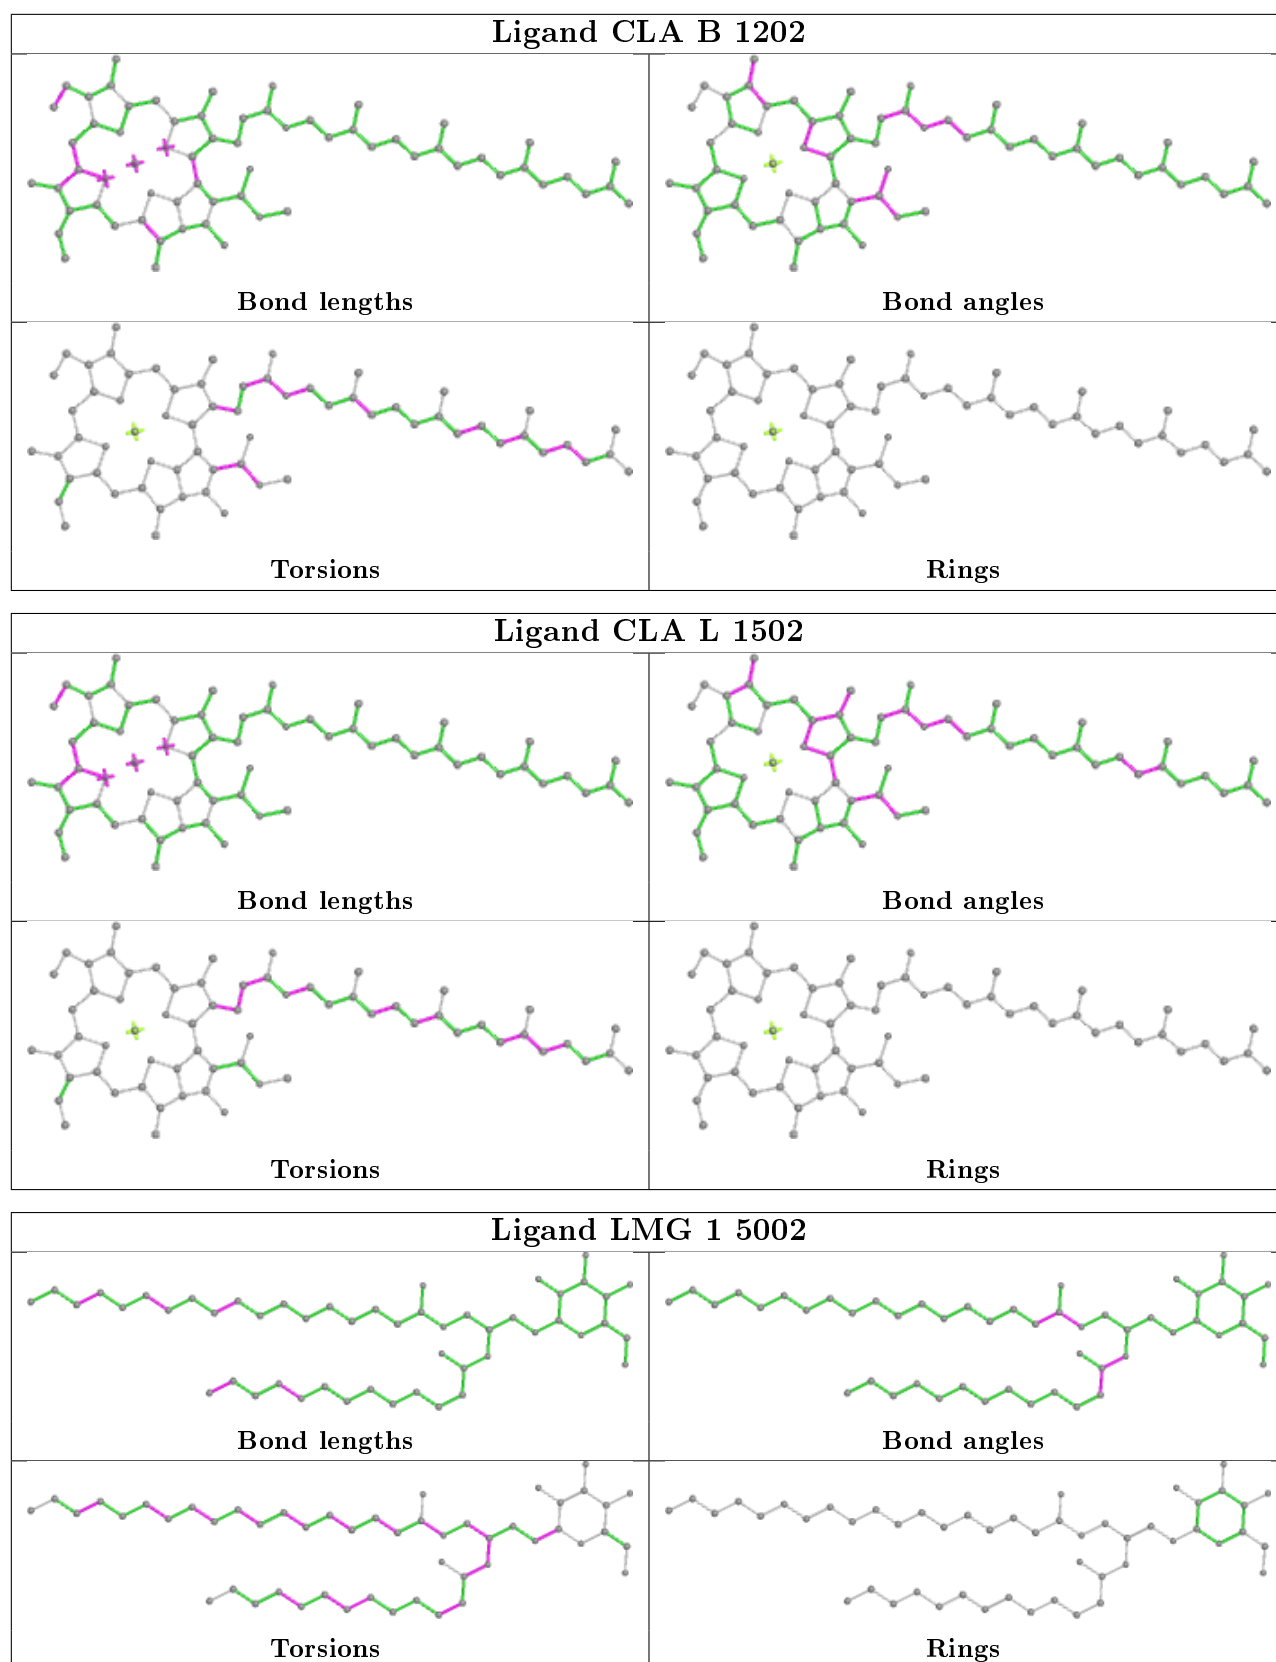 Ligand CLA B 1202
Bond lengths
Bond angles
Torsions
Rings
Ligand CLA L 1502
Bond lengths
Bond angles
Torsions
Rings
Ligand LMG 1 5002
Bond lengths
Bond angles
Torsions
Rings